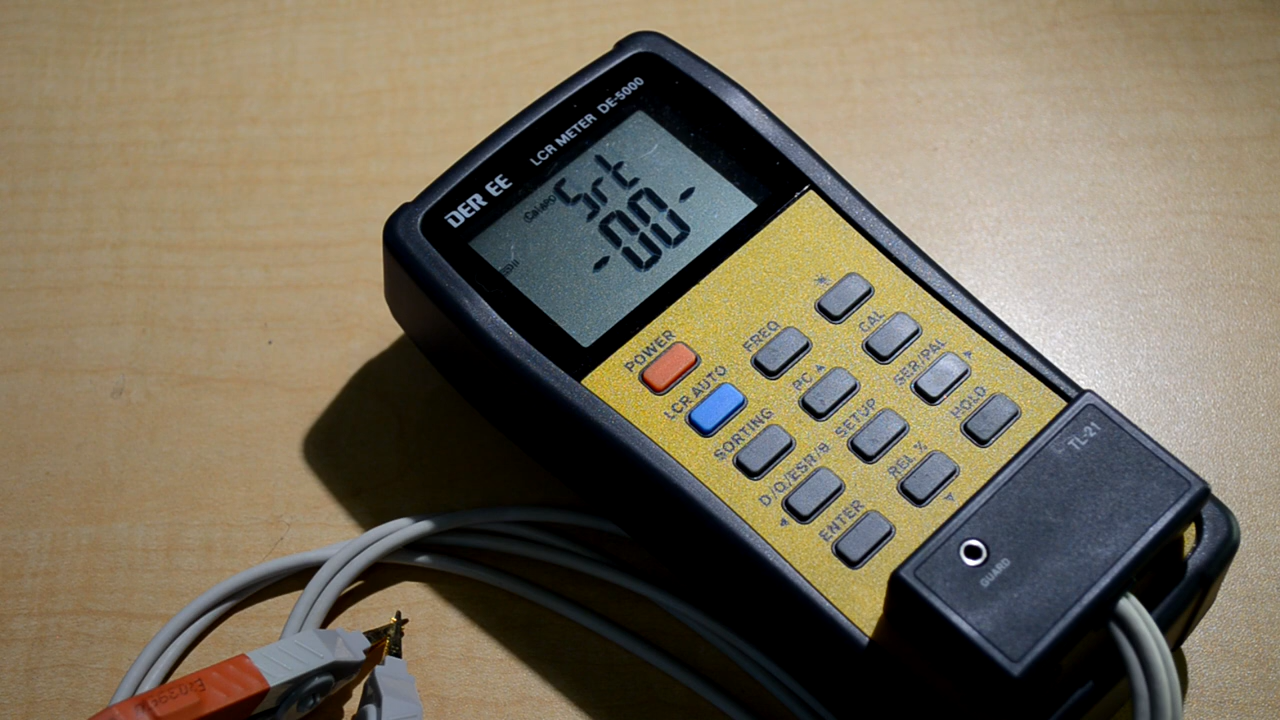 DER EE LCR METER DE-5000
Srt
-00-
POWER
FREQ
CAL
LCR AUTO
PC ▲
SER/PAL ►
SORTING
SETUP
HOLD
◄ D/Q/ESR/θ
REL %
▼
ENTER
TL-21
GUARD